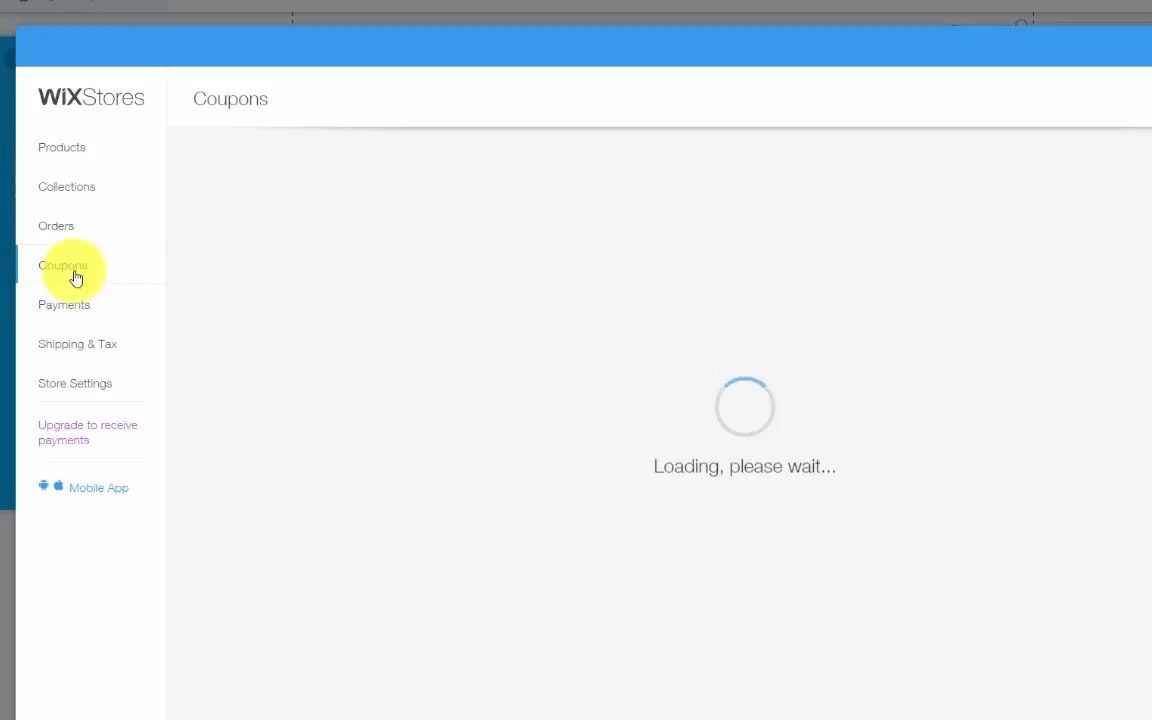 WiXStores
Coupons
Products
Collections
Orders
Coupons
Payments
Shipping & Tax
Store Settings
Upgrade to receive
payments
Mobile App
Loading, please wait...